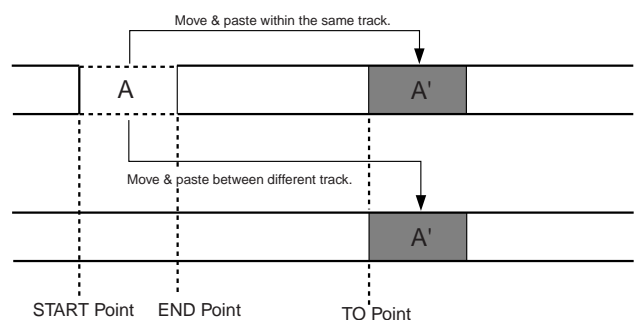 Move & paste within the same track.
A
A'
Move & paste between different track.
A'
START Point END Point TO Point